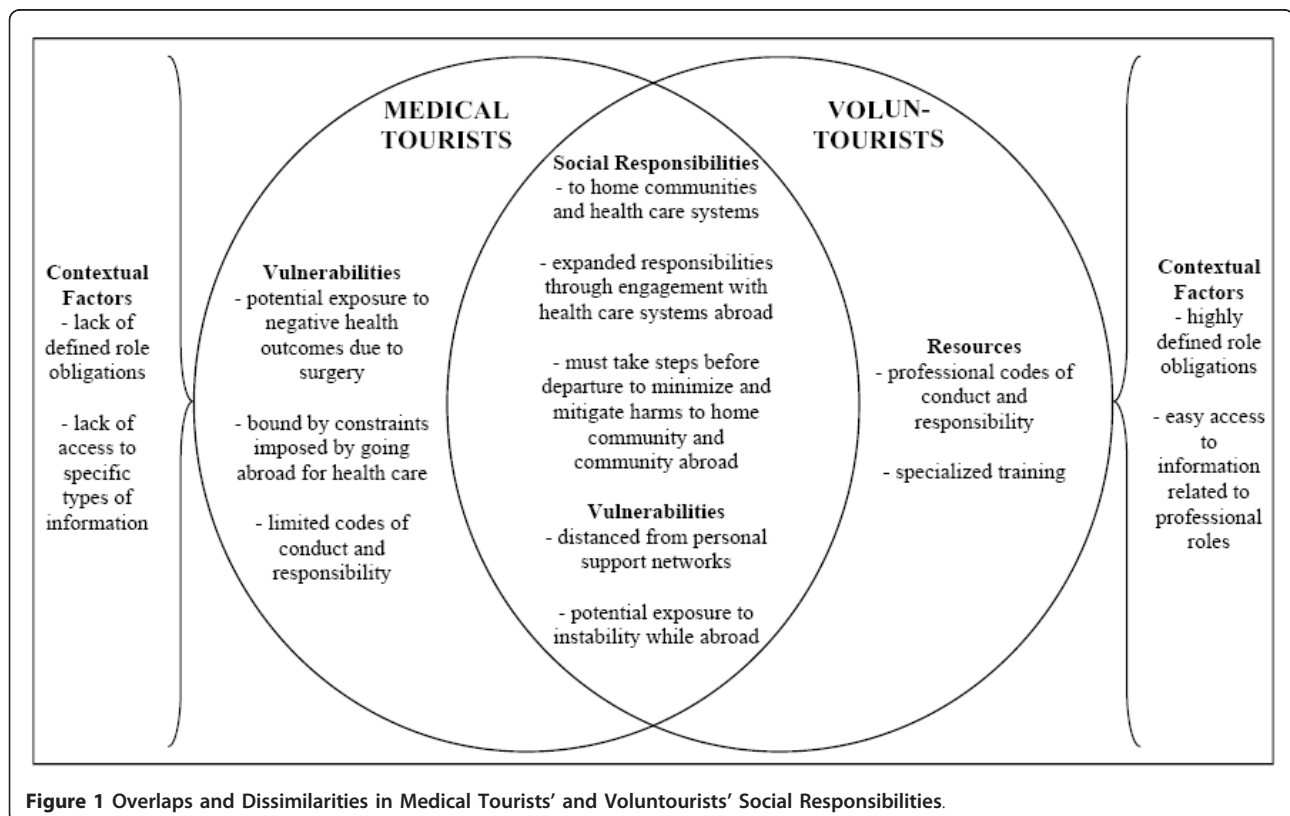 MEDICAL
TOURISTS
VOLUN-
TOURISTS
Contextual
Factors
- lack of
defined role
obligations
- lack of
access to
specific
types of
information
Vulnerabilities
- potential exposure to
negative health
outcomes due to
surgery
- bound by constraints
imposed by going
abroad for health care
- limited codes of
conduct and
responsibility
Social Responsibilities
- to home communities
and health care systems
- expanded responsibilities
through engagement with
health care systems abroad
- must take steps before
departure to minimize and
mitigate harms to home
community and
community abroad
Vulnerabilities
- distanced from personal
support networks
- potential exposure to
instability while abroad
Resources
- professional codes of
conduct and
responsibility
- specialized training
Contextual
Factors
- highly
defined role
obligations
- easy access
to
information
related to
professional
roles
Figure 1 Overlaps and Dissimilarities in Medical Tourists' and Voluntourists' Social Responsibilities.